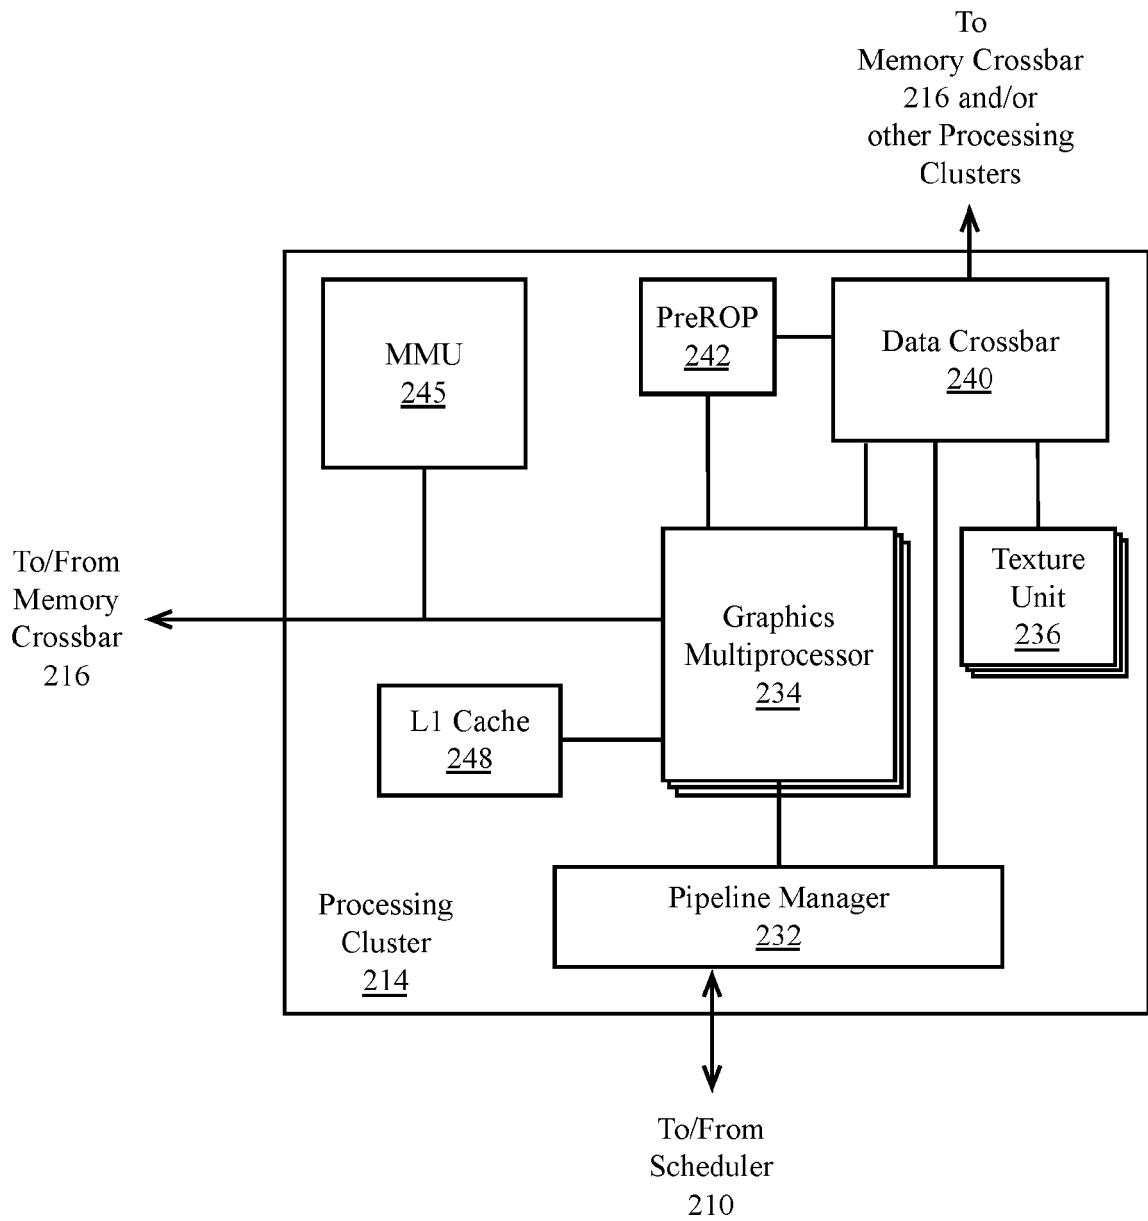 To
Memory Crossbar
216 and/or
other Processing
Clusters
MMU
245
PreROP
242
Data Crossbar
240
To/From
Memory
Crossbar
216
Graphics
Multiprocessor
234
Texture
Unit
236
L1 Cache
248
Pipeline Manager
232
Processing
Cluster
214
To/From
Scheduler
210